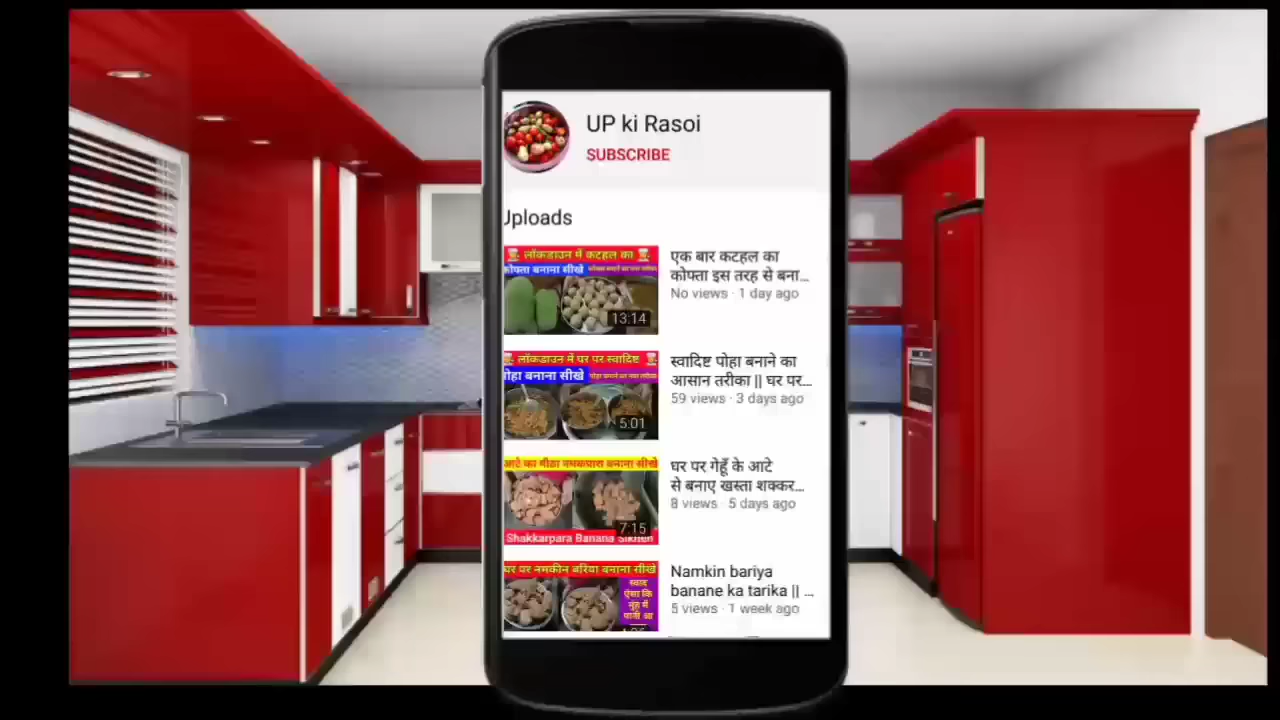 UP ki Rasoi
SUBSCRIBE
Uploads
लॉकडाउन में कटहल का
कोफ्ता बनाना सीखे
13:14
एक बार कटहल का
कोफ्ता इस तरह से बना...
No views · 1 day ago
लॉकडाउन में घर पर स्वादिष्ट
पोहा बनाना सीखे
5:01
स्वादिष्ट पोहा बनाने का
आसान तरीका || घर पर...
59 views · 3 days ago
आटे का मीठा नमकपारा बनाना सीखे
7:15
Shakkarpara Banana Sikhen
घर पर गेहूँ के आटे
से बनाए खस्ता शक्कर...
8 views · 5 days ago
घर पर नमकीन बरिया बनाना सीखे
स्वाद
ऐसा कि
मुंह में
पानी आ
Namkin bariya
banane ka tarika || ...
5 views · 1 week ago